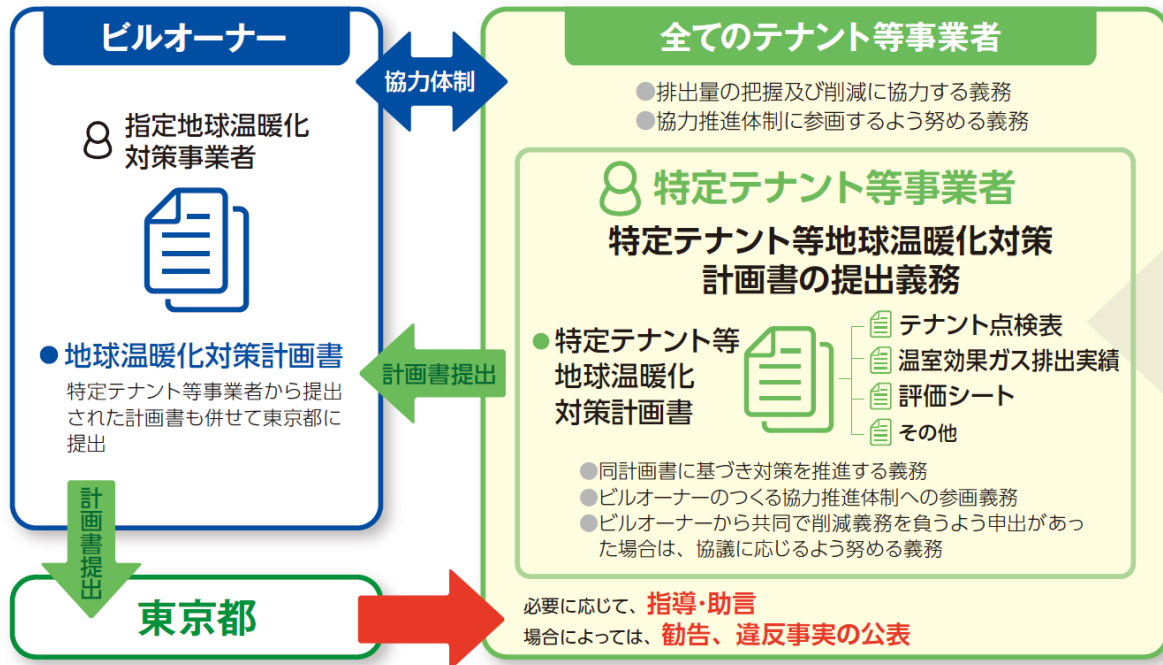 ビルオーナー
指定地球温暖化
対策事業者
●地球温暖化対策計画書
特定テナント等事業者から提出
された計画書も併せて東京都に
提出
計画書提出
東京都
協力体制
計画書提出
全てのテナント等事業者
●排出量の把握及び削減に協力する義務
●協力推進体制に参画するよう努める義務
特定テナント等事業者
特定テナント等地球温暖化対策
計画書の提出義務
●特定テナント等
地球温暖化
対策計画書
テナント点検表
温室効果ガス排出実績
評価シート
その他
●同計画書に基づき対策を推進する義務
●ビルオーナーのつくる協力推進体制への参画義務
●ビルオーナーから共同で削減義務を負うよう申出があっ
た場合は、協議に応じるよう努める義務
必要に応じて、指導・助言
場合によっては、勧告、違反事実の公表